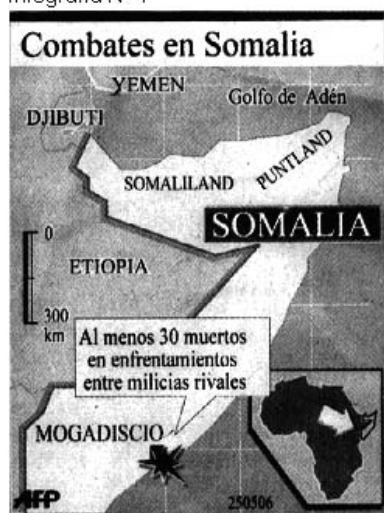 Combates en Somalia
YEMEN
Golfo de Adén
DJIBUTI
SOMALILAND
PUNTLAND
SOMALIA
0
ETIOPIA
300
km
Al menos 30 muertos
en enfrentamientos
entre milicias rivales
MOGADISCIO
AFP
250506